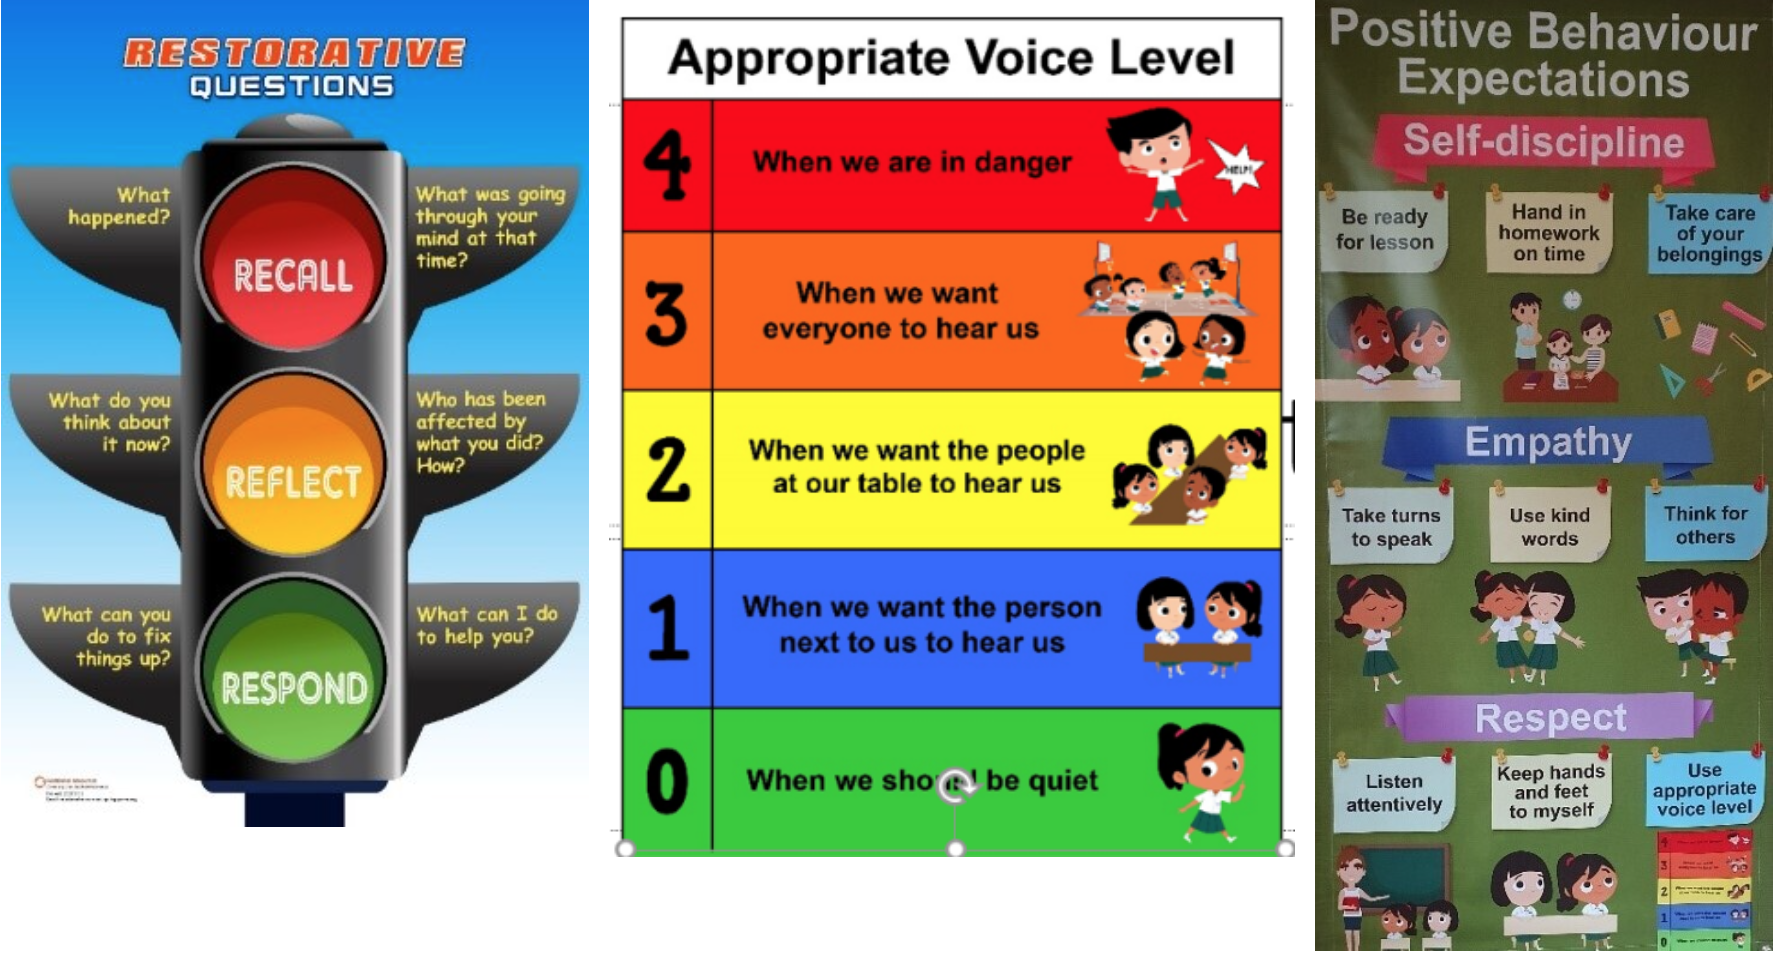 RESTORATIVE
QUESTIONS
What
happened?
RECALL
What was going
through your
mind at that
time?
What do you
think about
it now?
REFLECT
Who has been
affected by
what you did?
How?
What can you
do to fix
things up?
RESPOND
What can I do
to help you?
Appropriate Voice Level
4
When we are in danger
HELP!
3
When we want
everyone to hear us
2
When we want the people
at our table to hear us
1
When we want the person
next to us to hear us
0
When we should be quiet
Positive Behaviour
Expectations
Self-discipline
Be ready
for lesson
Hand in
homework
on time
Take care
of your
belongings
Empathy
Take turns
to speak
Use kind
words
Think for
others
Respect
Listen
attentively
Keep hands
and feet
to myself
Use
appropriate
voice level
4
3
2
1
0